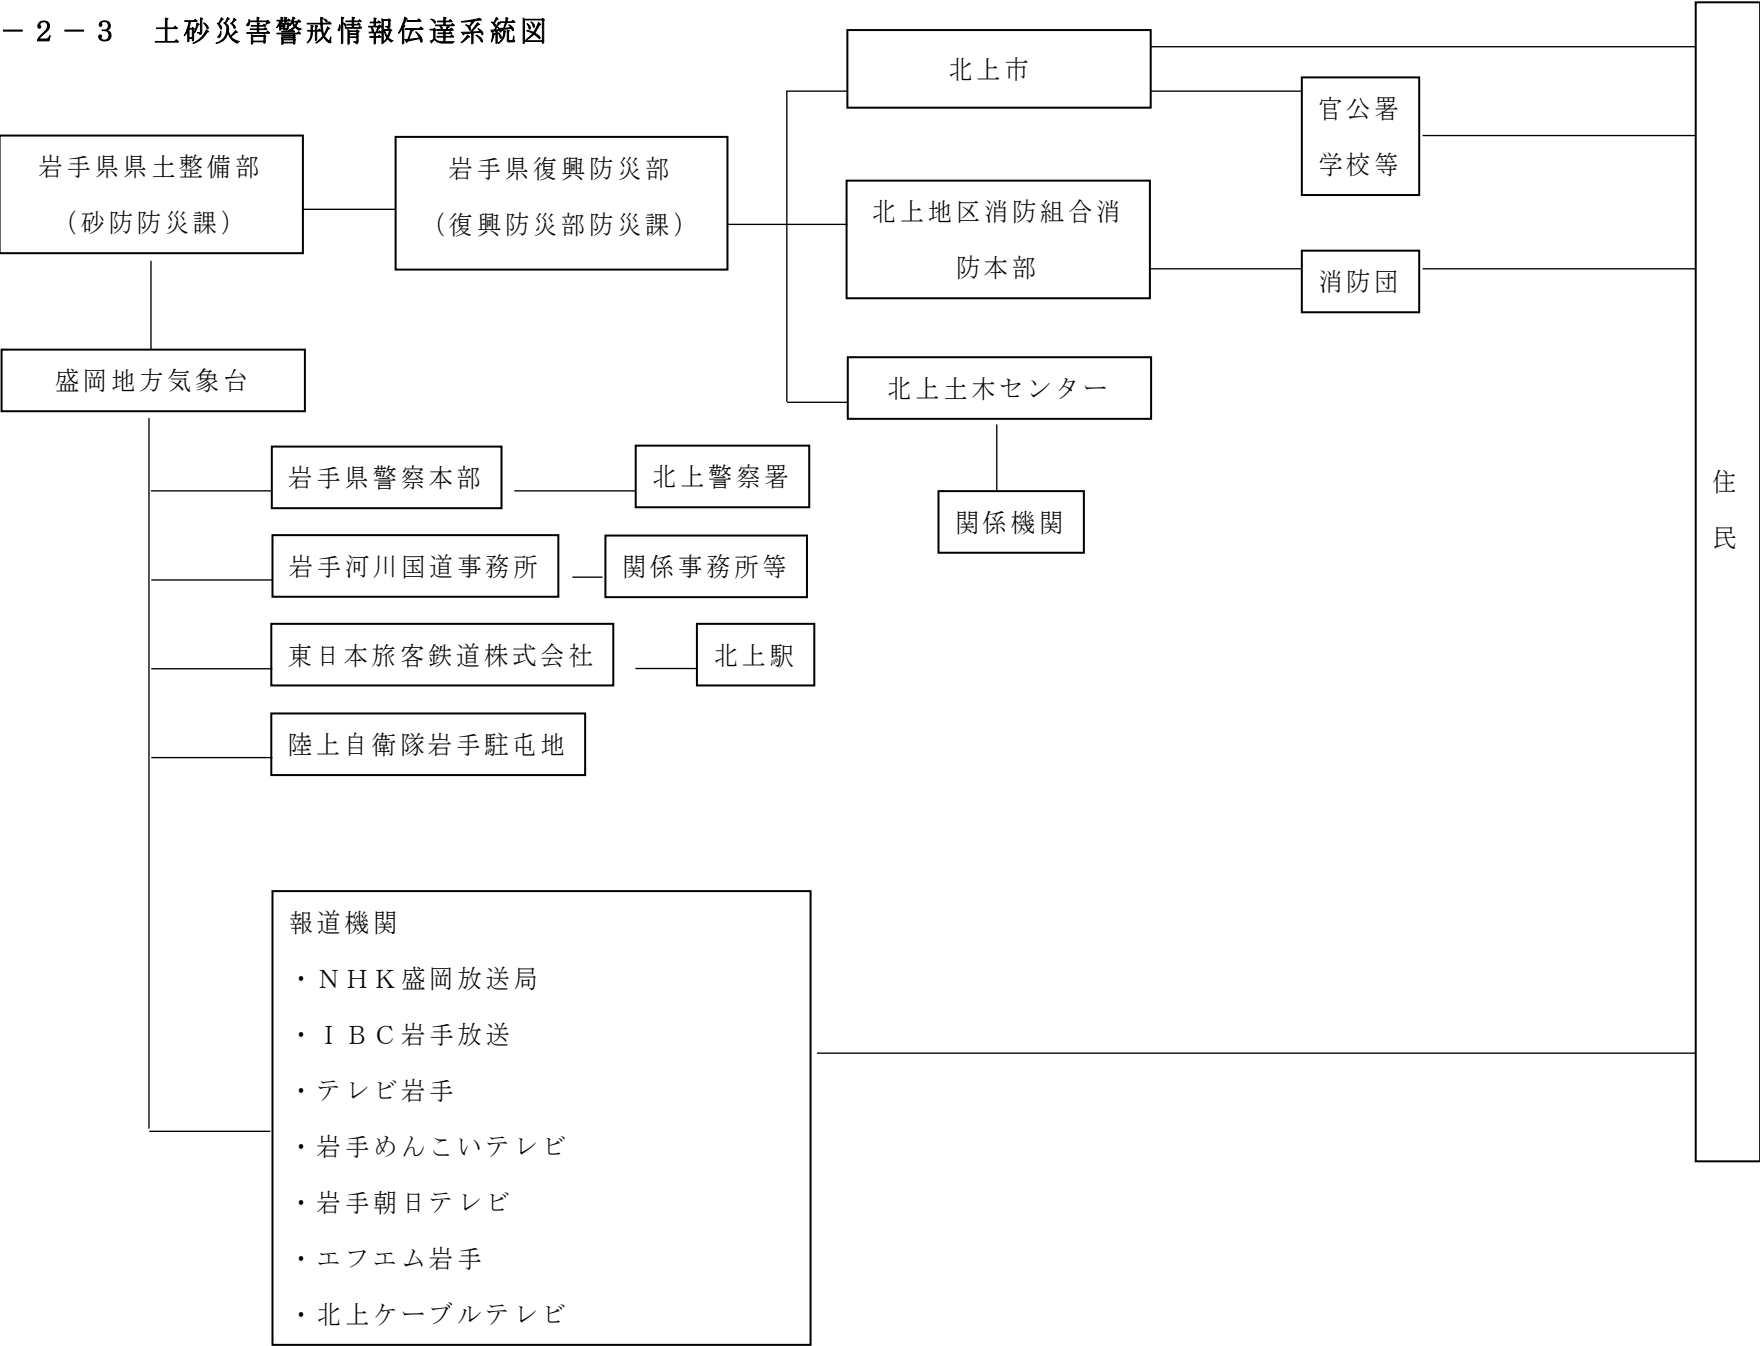 －２－３　土砂災害警戒情報伝達系統図
北上市
官公署
学校等
岩手県県土整備部
（砂防防災課）
岩手県復興防災部
（復興防災部防災課）
北上地区消防組合消
防本部
消防団
盛岡地方気象台
北上土木センター
関係機関
岩手県警察本部
北上警察署
岩手河川国道事務所
関係事務所等
東日本旅客鉄道株式会社
北上駅
陸上自衛隊岩手駐屯地
住
民
報道機関
・ＮＨＫ盛岡放送局
・ＩＢＣ岩手放送
・テレビ岩手
・岩手めんこいテレビ
・岩手朝日テレビ
・エフエム岩手
・北上ケーブルテレビ